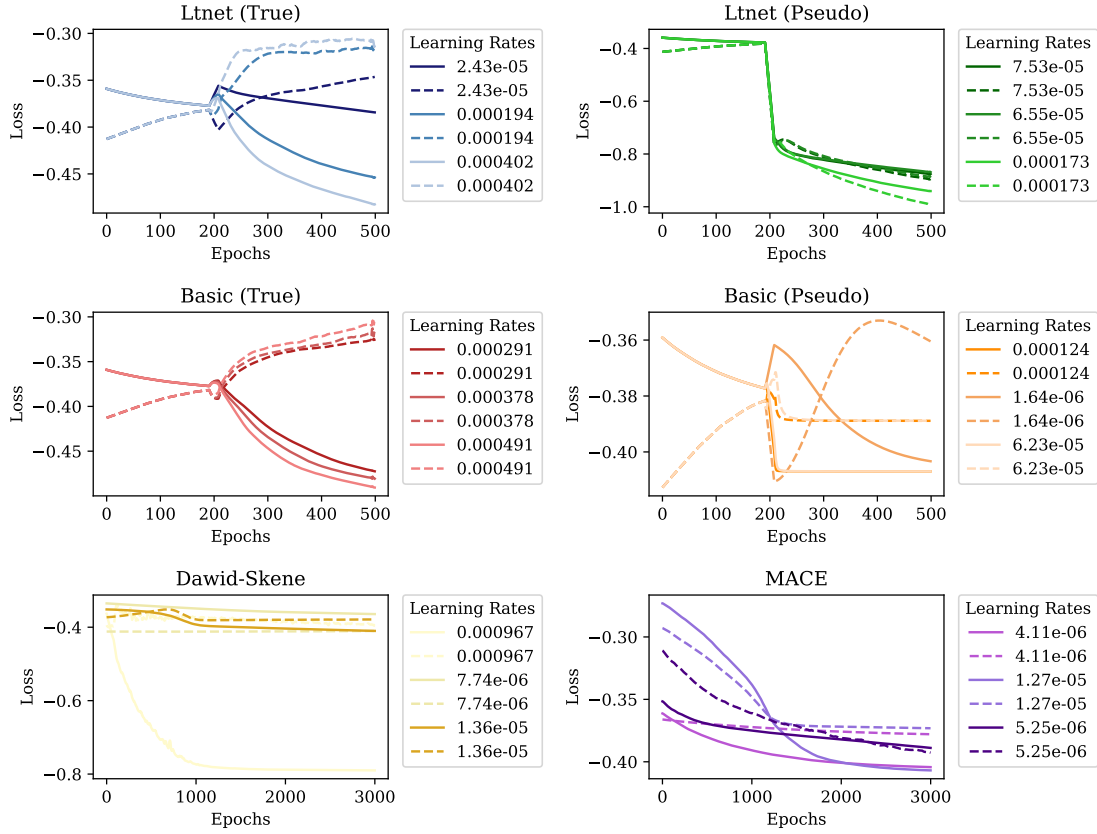 Ltnet (True)
−0.30
−0.35
−0.40
−0.45
Loss
0
100
200
300
400
500
Epochs
Learning Rates
2.43e-05
2.43e-05
0.000194
0.000194
0.000402
0.000402
Ltnet (Pseudo)
−0.4
−0.6
−0.8
−1.0
Loss
0
100
200
300
400
500
Epochs
Learning Rates
7.53e-05
7.53e-05
6.55e-05
6.55e-05
0.000173
0.000173
Basic (True)
−0.30
−0.35
−0.40
−0.45
Loss
0
100
200
300
400
500
Epochs
Learning Rates
0.000291
0.000291
0.000378
0.000378
0.000491
0.000491
Basic (Pseudo)
−0.36
−0.38
−0.40
Loss
0
100
200
300
400
500
Epochs
Learning Rates
0.000124
0.000124
1.64e-06
1.64e-06
6.23e-05
6.23e-05
Dawid-Skene
−0.4
−0.6
−0.8
Loss
0
1000
2000
3000
Epochs
Learning Rates
0.000967
0.000967
7.74e-06
7.74e-06
1.36e-05
1.36e-05
MACE
−0.30
−0.35
−0.40
Loss
0
1000
2000
3000
Epochs
Learning Rates
4.11e-06
4.11e-06
1.27e-05
1.27e-05
5.25e-06
5.25e-06